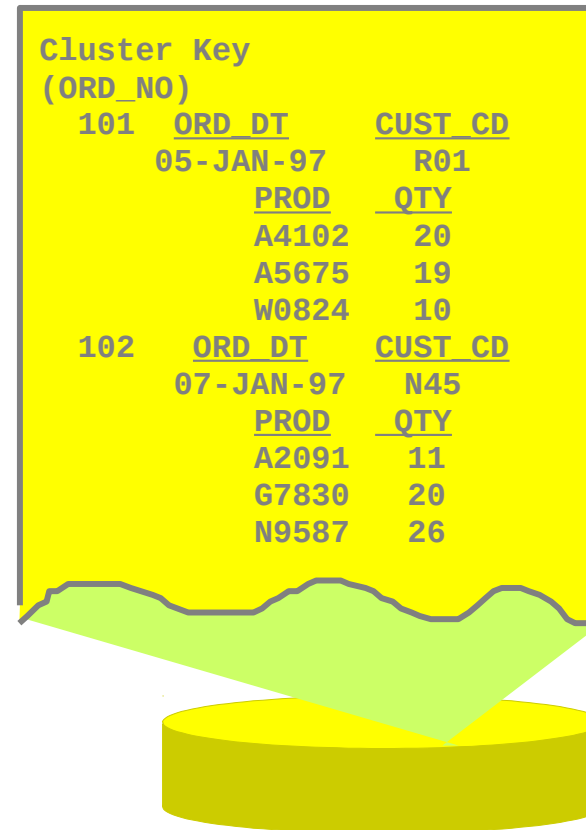 Cluster Key
(ORD_NO)
101 ORD_DT CUST_CD
05-JAN-97 R01
PROD QTY
A4102 20
A5675 19
W0824 10
102 ORD_DT CUST_CD
07-JAN-97 N45
PROD QTY
A2091 11
G7830 20
N9587 26